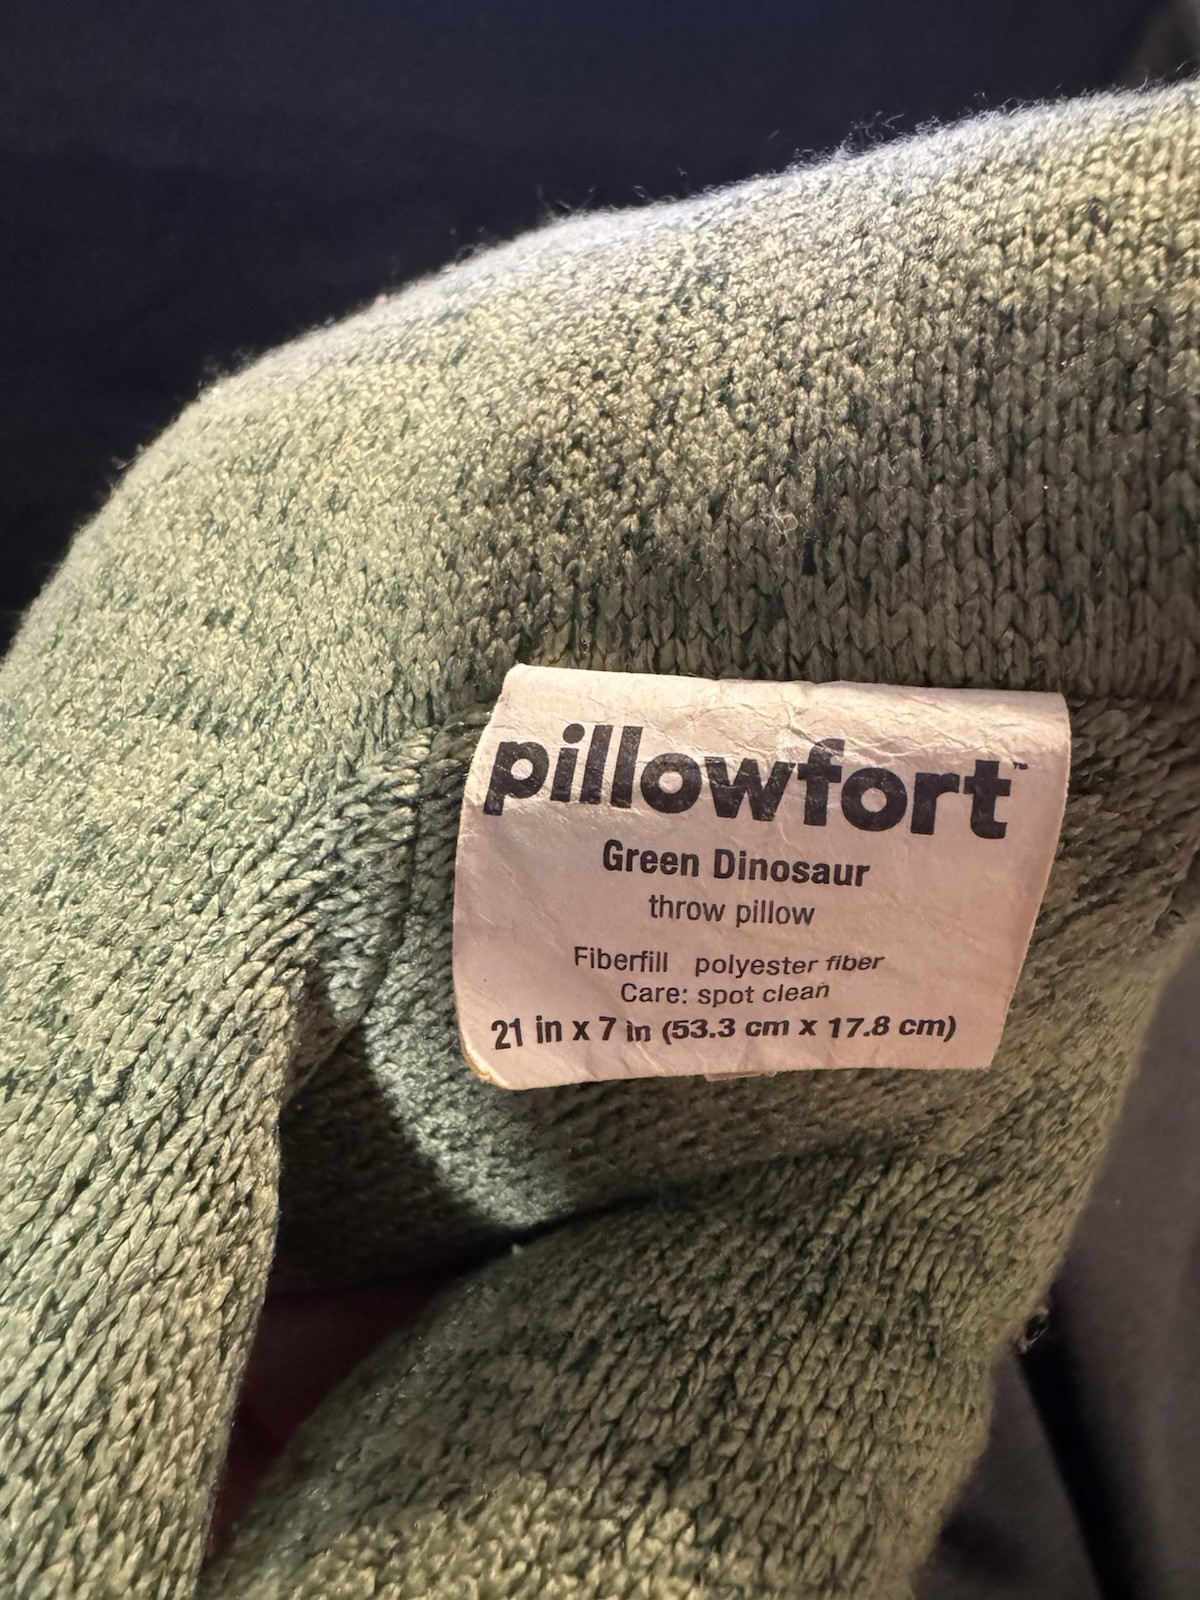 pillowfort™
Green Dinosaur
throw pillow
Fiberfill polyester fiber
Care: spot clean
21 in x 7 in (53.3 cm x 17.8 cm)